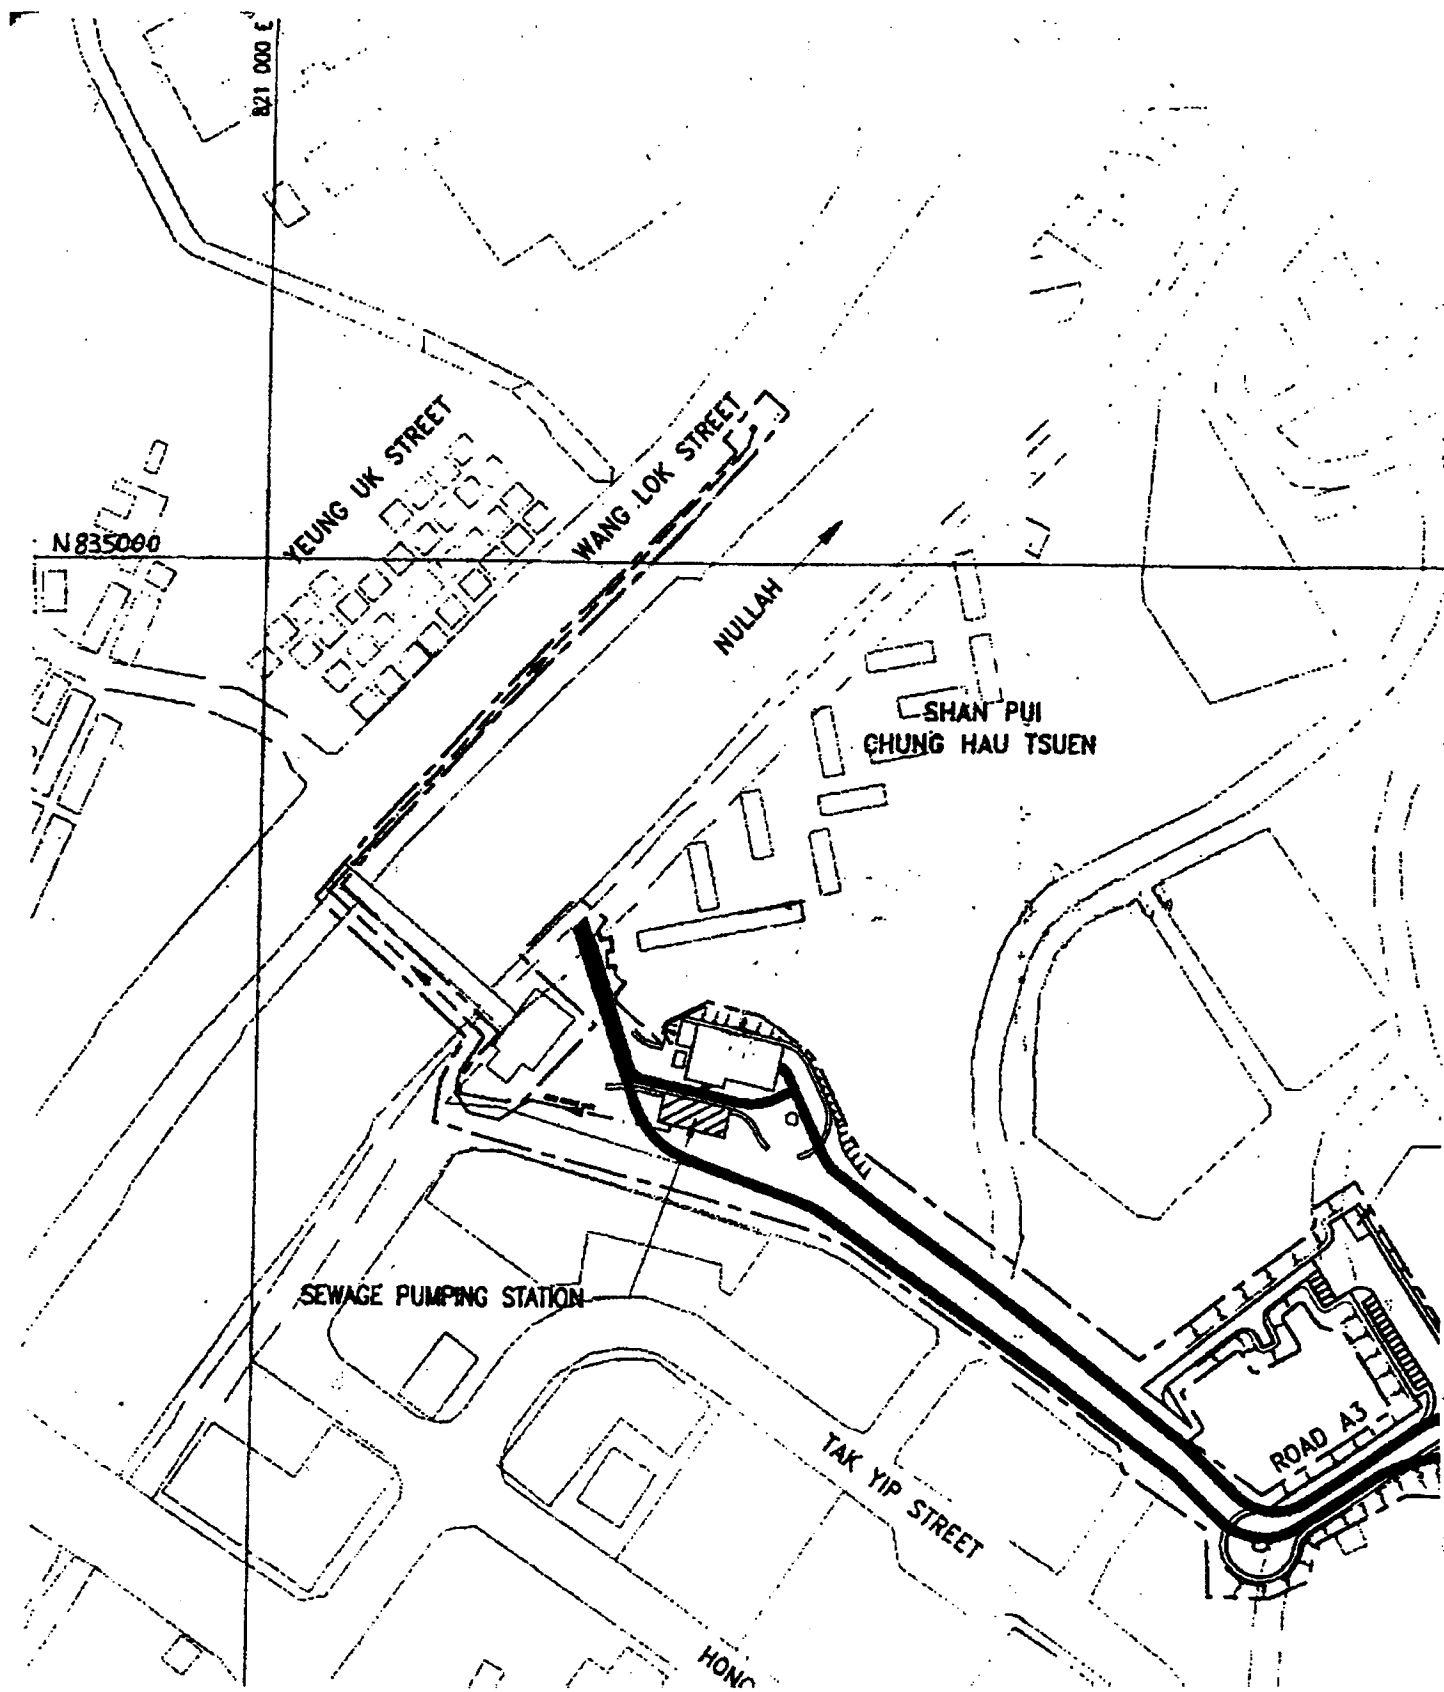 821 000 E
YEUNG UK STREET
WANG LOK STREET
N835000
NULLAH
SHAN PUI
CHUNG HAU TSUEN
SEWAGE PUMPING STATION
ROAD A3
TAK YIP STREET
HONG